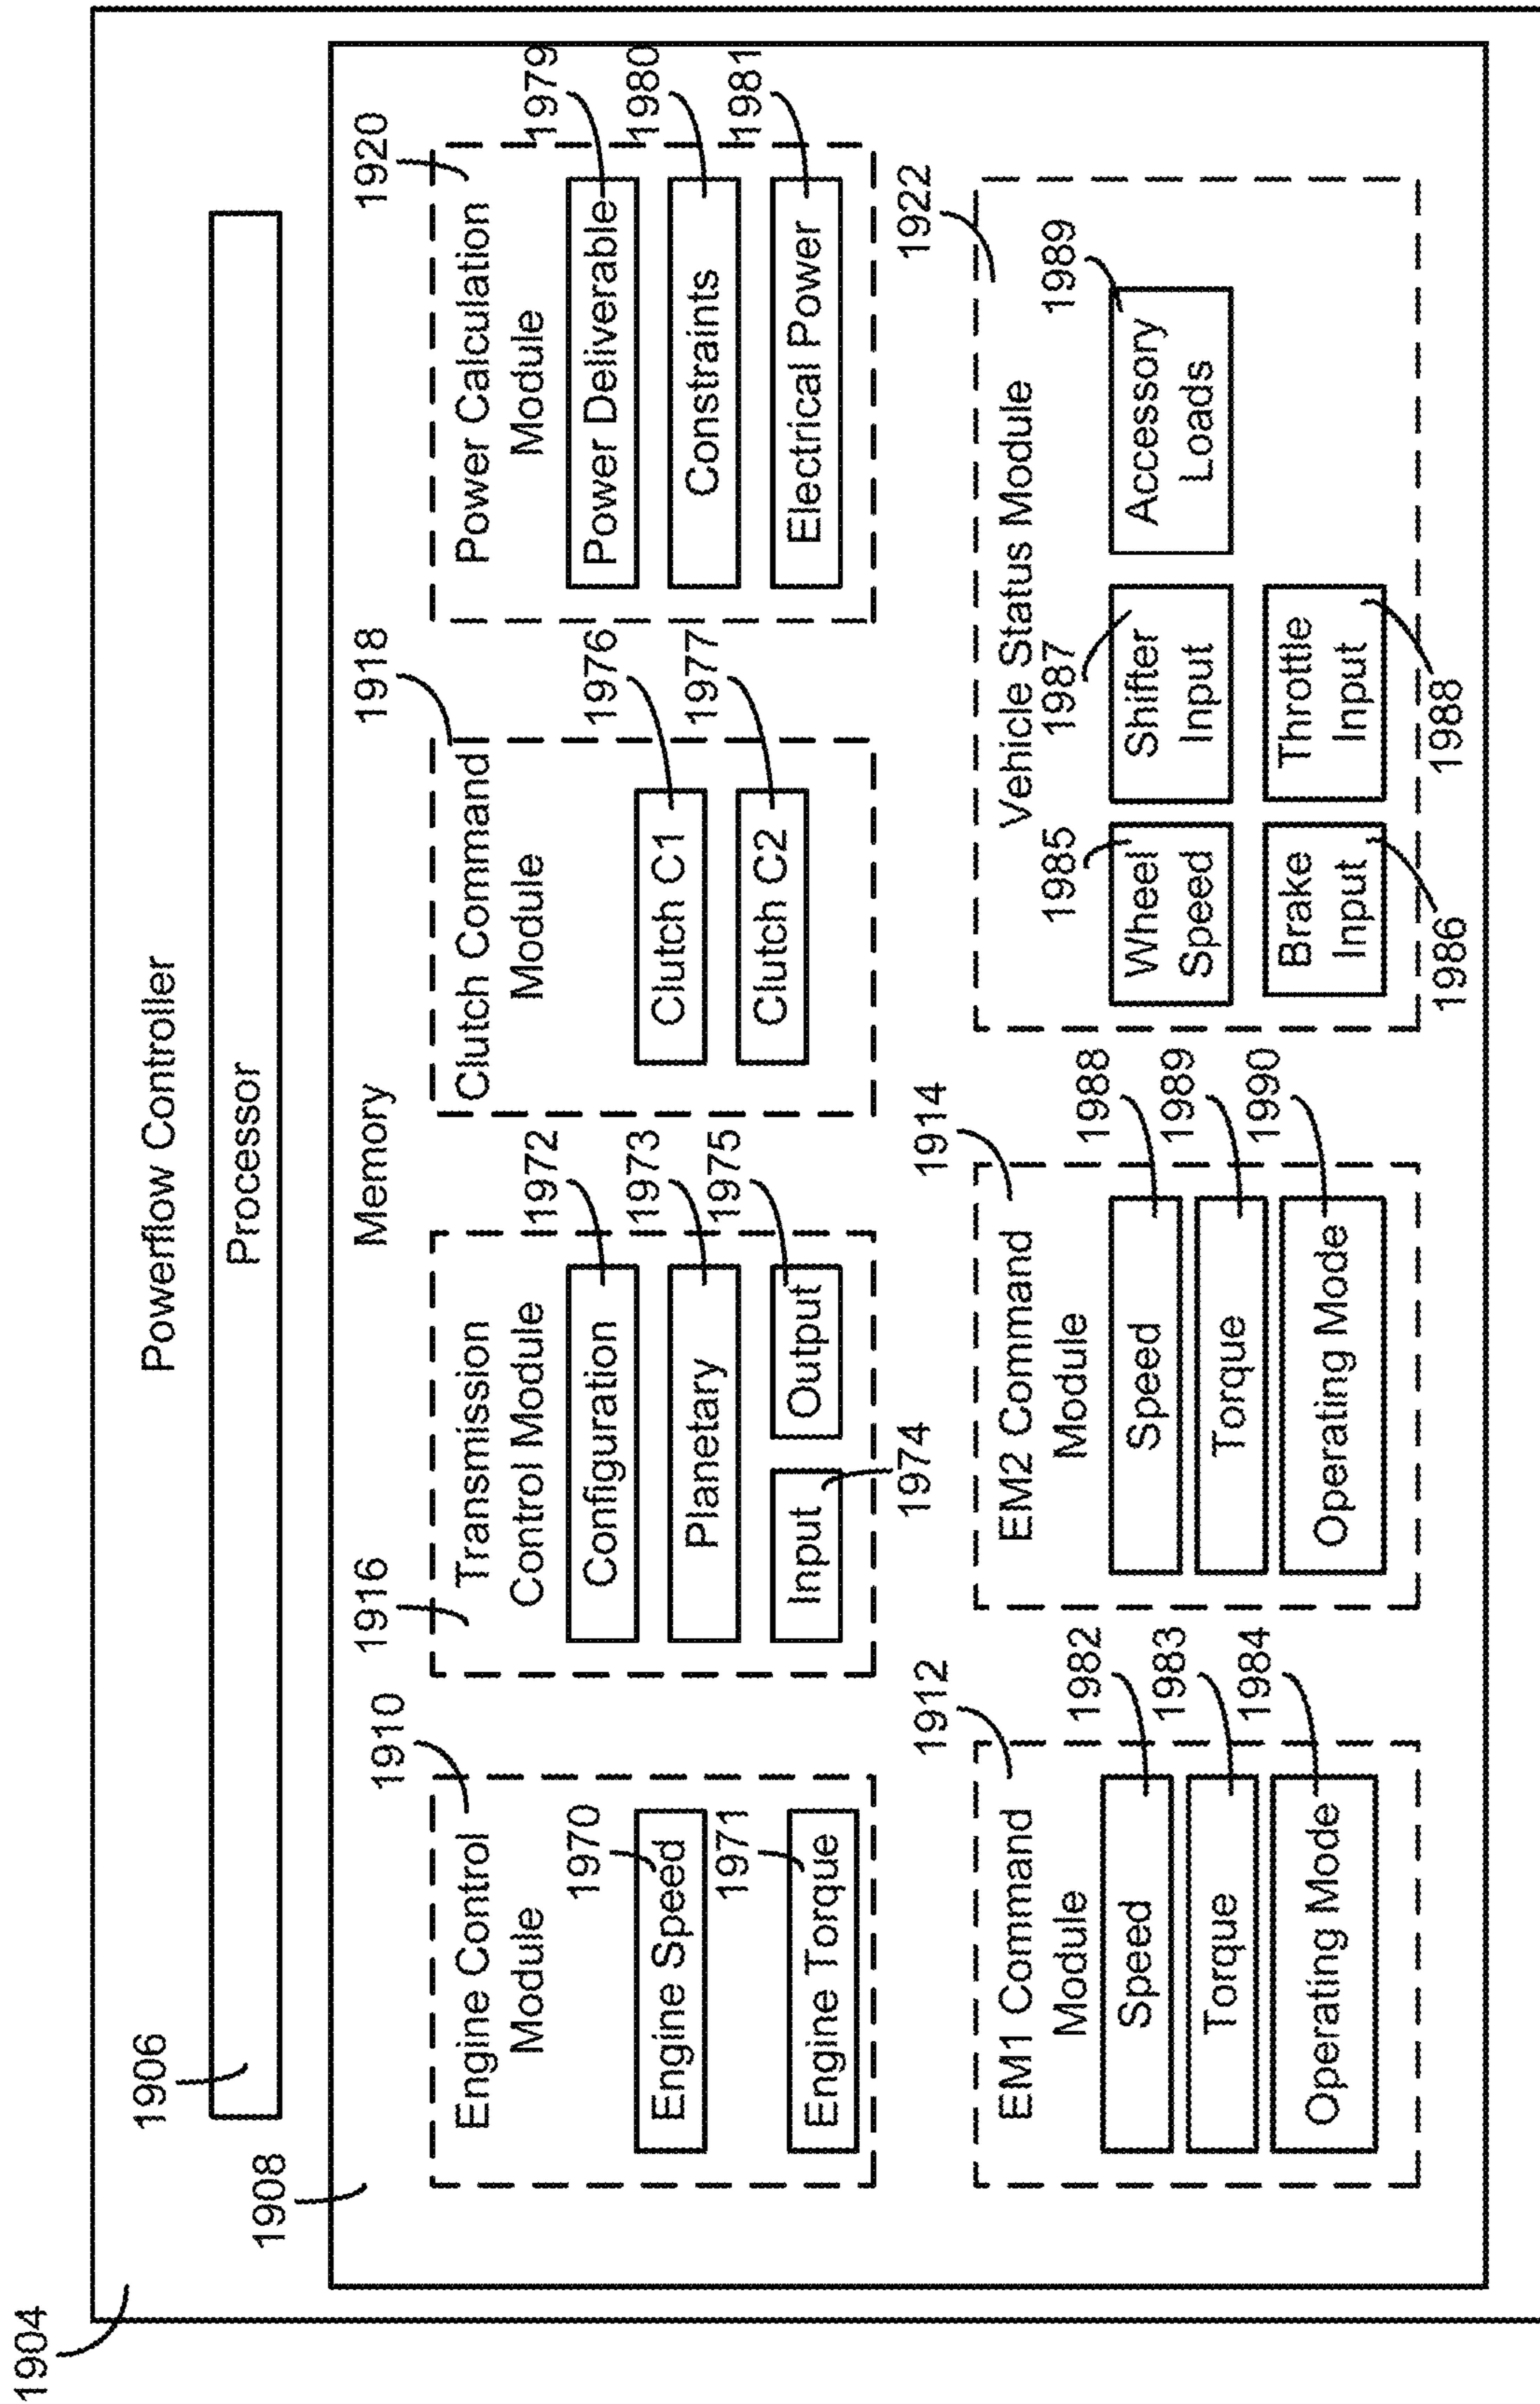 1904
Powerflow Controller
1906
Processor
1908
Memory
1910
Engine Control
Module
1970
Engine Speed
1971
Engine Torque
1916
Transmission
Control Module
1972
Configuration
1973
Planetary
1975
Input
Output
1974
1918
Clutch Command
Module
1976
Clutch C1
1977
Clutch C2
1920
Power Calculation
Module
1979
Power Deliverable
1980
Constraints
1981
Electrical Power
1912
EM1 Command
Module
1982
Speed
1983
Torque
1984
Operating Mode
1914
EM2 Command
Module
1988
Speed
1989
Torque
1990
Operating Mode
1922
Vehicle Status Module
1985
Wheel
Speed
1987
Shifter
Input
1989
Accessory
Loads
Brake
Input
1986
Throttle
Input
1988